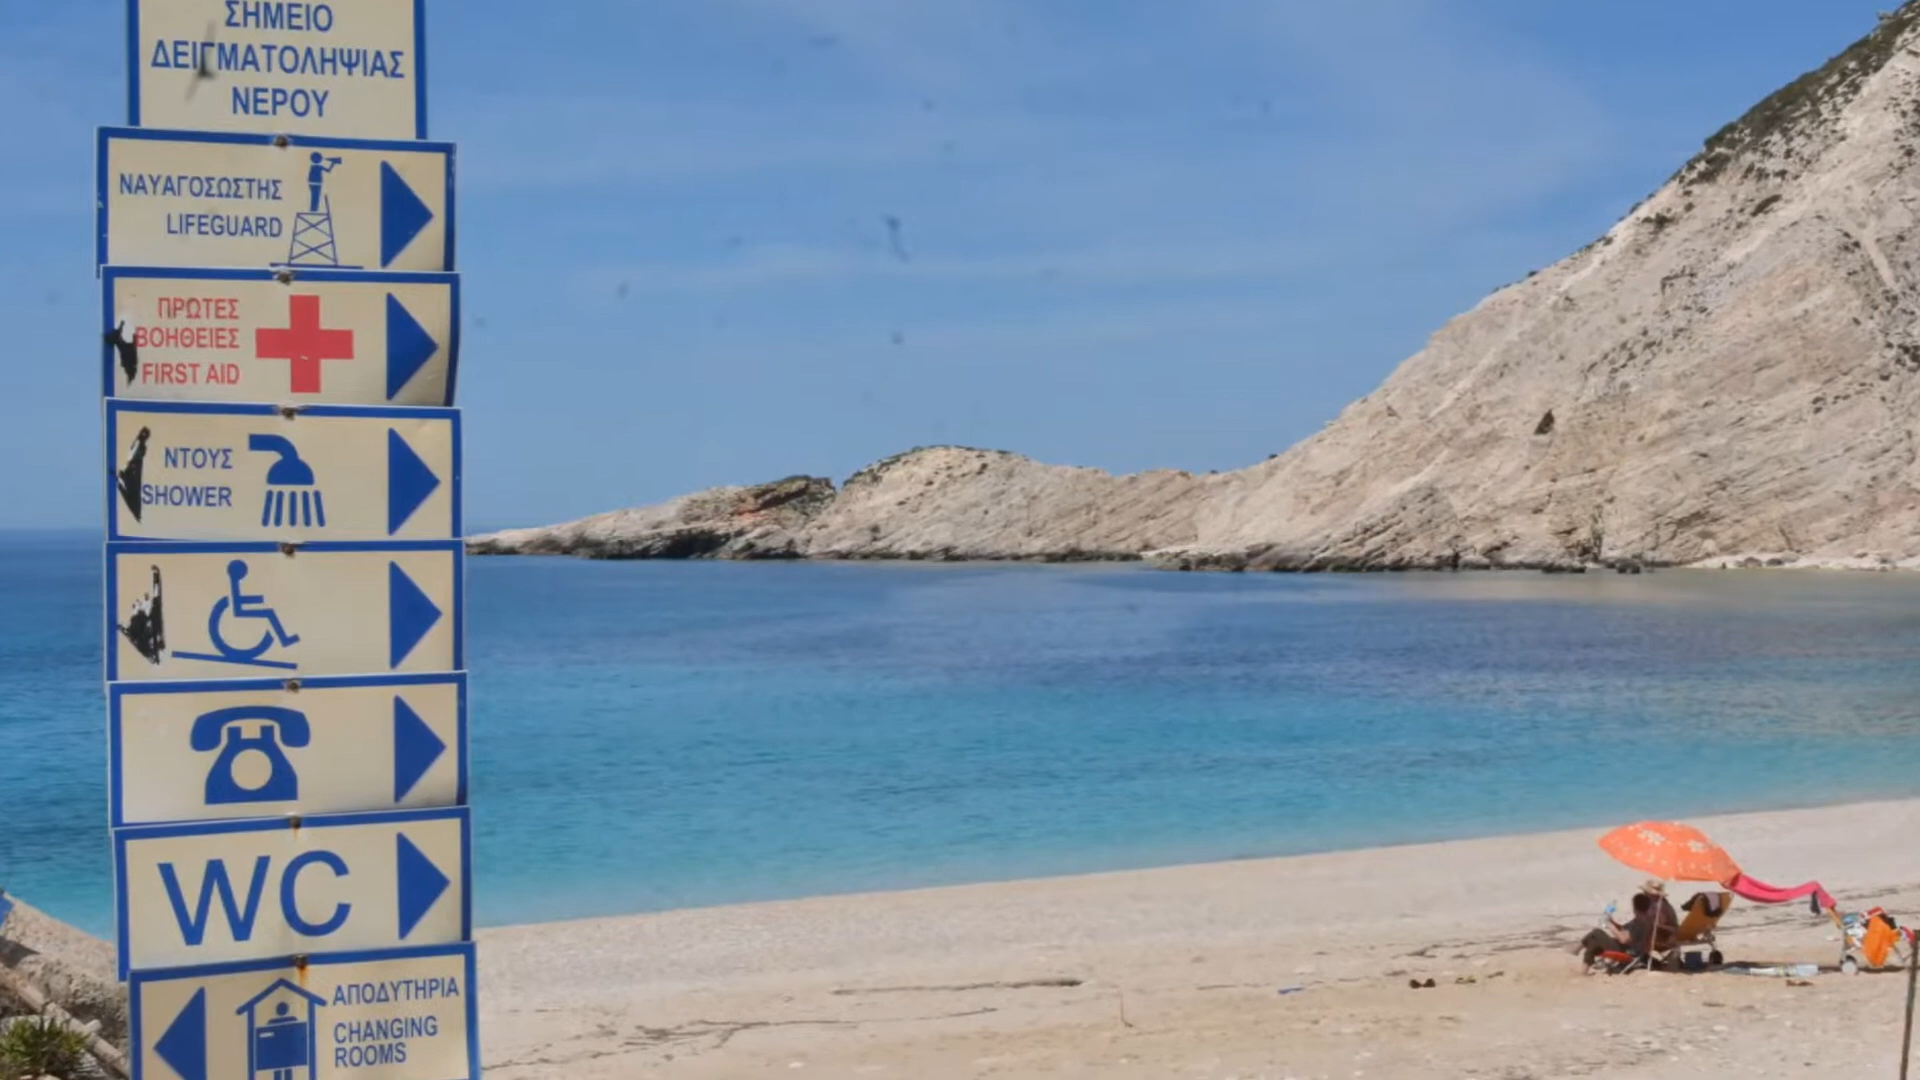 ΣΗΜΕΙΟ
ΔΕΙΓΜΑΤΟΛΗΨΙΑΣ
ΝΕΡΟΥ
ΝΑΥΑΓΟΣΩΣΤΗΣ
LIFEGUARD
ΠΡΩΤΕΣ
ΒΟΗΘΕΙΕΣ
FIRST AID
ΝΤΟΥΣ
SHOWER
WC
ΑΠΟΔΥΤΗΡΙΑ
CHANGING
ROOMS